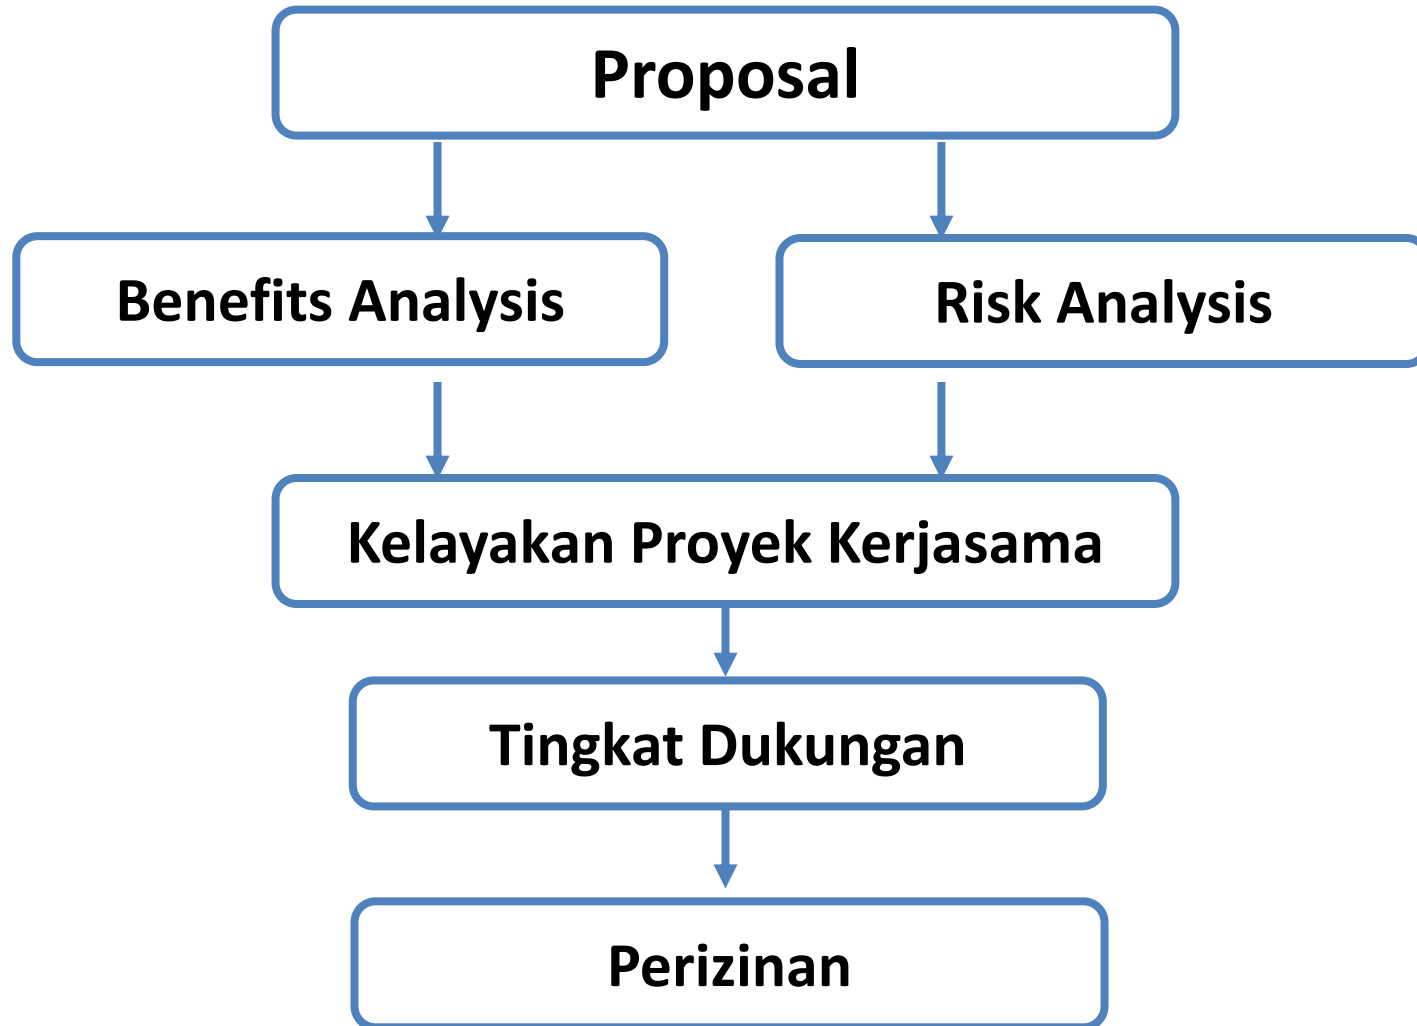 Proposal
Benefits Analysis
Risk Analysis
Kelayakan Proyek Kerjasama
Tingkat Dukungan
Perizinan